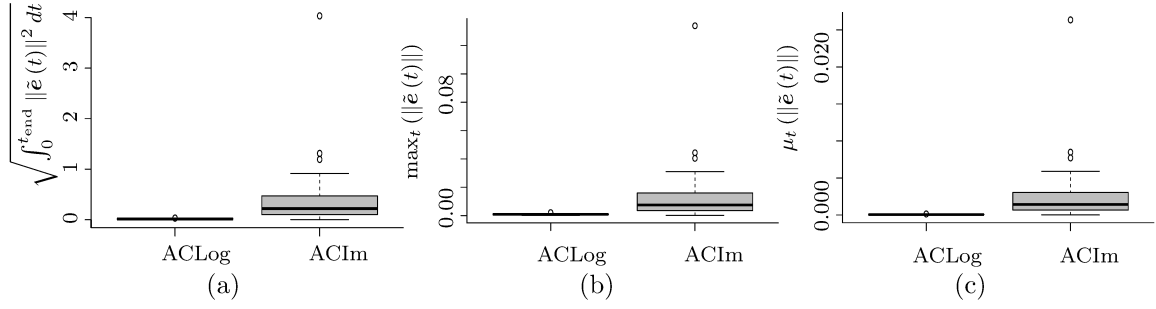 √∫₀^{t_end} ||ẽ (t)||² dt
0 1 2 3 4
ACLog ACIm
(a)
max_t (||ẽ (t)||)
0.00 0.08
ACLog ACIm
(b)
μ_t (||ẽ (t)||)
0.000 0.020
ACLog ACIm
(c)